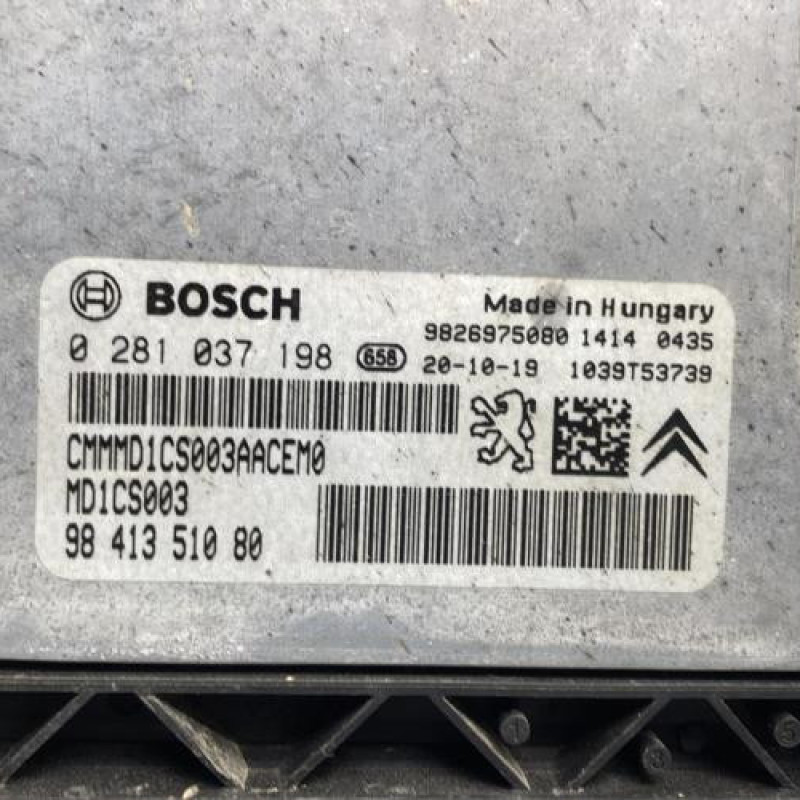 BOSCH
Made in Hungary
9826975080 1414 0435
0 281 037 198 658 20-10-19 1039T53739
CMMMD1CS003AACEM0
MD1CS003
98 413 510 80